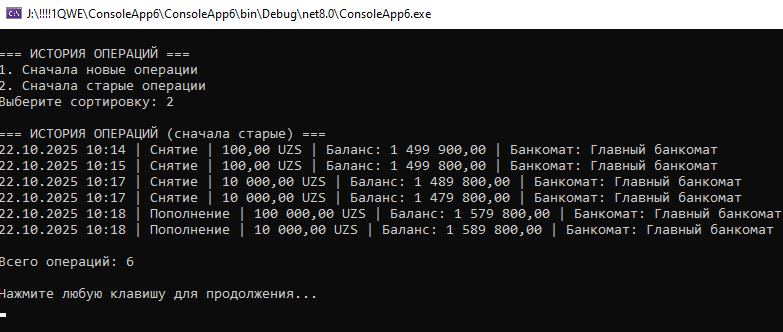 J:\!!!!1QWE\ConsoleApp6\ConsoleApp6\bin\Debug\net8.0\ConsoleApp6.exe
=== ИСТОРИЯ ОПЕРАЦИЙ ===
1. Сначала новые операции
2. Сначала старые операции
Выберите сортировку: 2
=== ИСТОРИЯ ОПЕРАЦИЙ (сначала старые) ===
22.10.2025 10:14 | Снятие | 100,00 UZS | Баланс: 1 499 900,00 | Банкомат: Главный банкомат
22.10.2025 10:15 | Снятие | 100,00 UZS | Баланс: 1 499 800,00 | Банкомат: Главный банкомат
22.10.2025 10:17 | Снятие | 10 000,00 UZS | Баланс: 1 489 800,00 | Банкомат: Главный банкомат
22.10.2025 10:17 | Снятие | 10 000,00 UZS | Баланс: 1 479 800,00 | Банкомат: Главный банкомат
22.10.2025 10:18 | Пополнение | 100 000,00 UZS | Баланс: 1 579 800,00 | Банкомат: Главный банкомат
22.10.2025 10:18 | Пополнение | 10 000,00 UZS | Баланс: 1 589 800,00 | Банкомат: Главный банкомат
Всего операций: 6
Нажмите любую клавишу для продолжения...